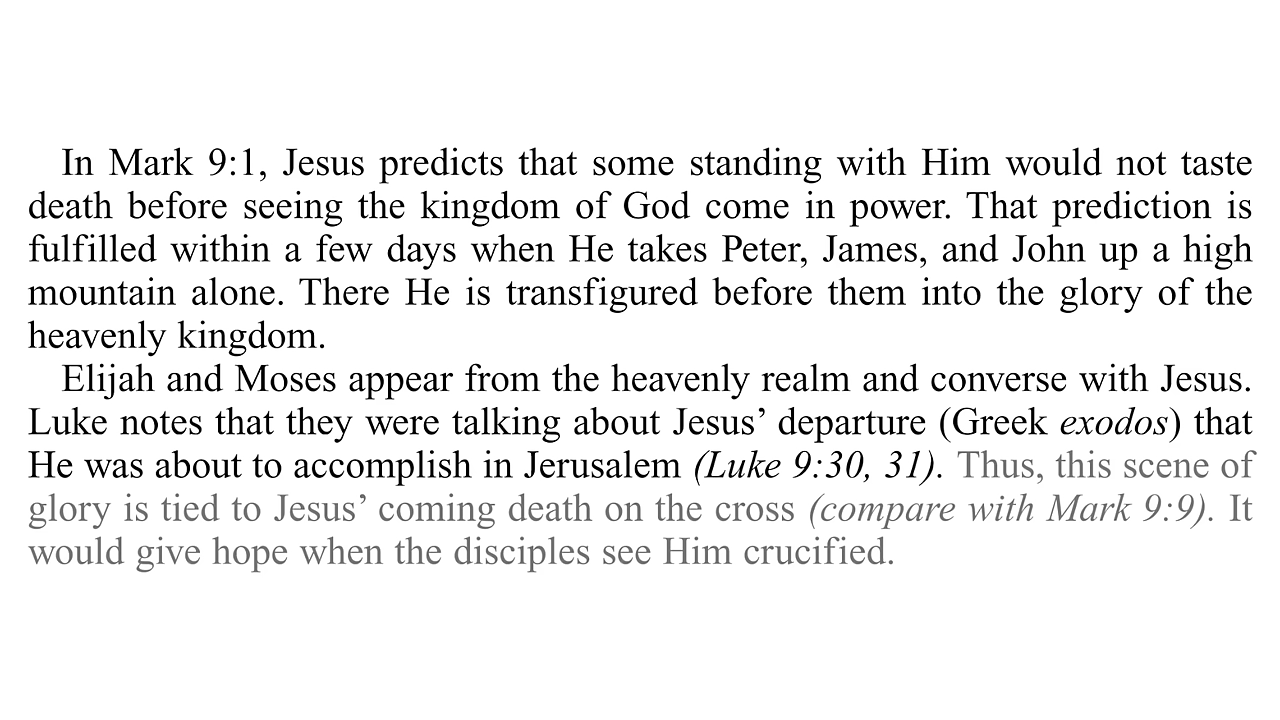 In Mark 9:1, Jesus predicts that some standing with Him would not taste
death before seeing the kingdom of God come in power. That prediction is
fulfilled within a few days when He takes Peter, James, and John up a high
mountain alone. There He is transfigured before them into the glory of the
heavenly kingdom.
Elijah and Moses appear from the heavenly realm and converse with Jesus.
Luke notes that they were talking about Jesus’ departure (Greek exodos) that
He was about to accomplish in Jerusalem (Luke 9:30, 31). Thus, this scene of
glory is tied to Jesus’ coming death on the cross (compare with Mark 9:9). It
would give hope when the disciples see Him crucified.